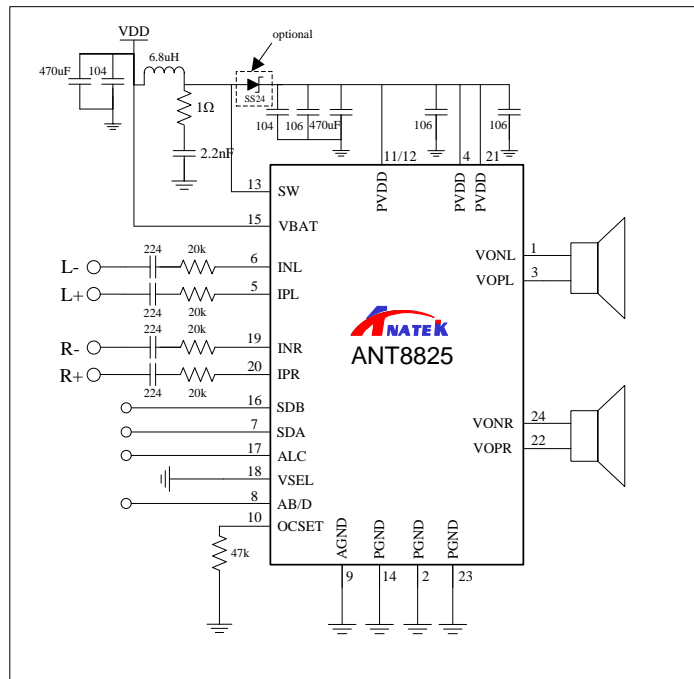 VDD
optional
6.8uH
470uF
104
SS24
1Ω
2.2nF
104
106
470uF
106
106
11/12
4
21
PVDD
PVDD
PVDD
13
SW
15
VBAT
L-
224
20k
6
INL
L+
224
20k
5
IPL
R-
224
20k
19
INR
R+
224
20k
20
IPR
16
SDB
7
SDA
17
ALC
18
VSEL
8
AB/D
10
OCSET
47k
ANATEK
ANT8825
VONL
1
VOPL
3
VONR
24
VOPR
22
AGND
PGND
PGND
PGND
9
14
2
23